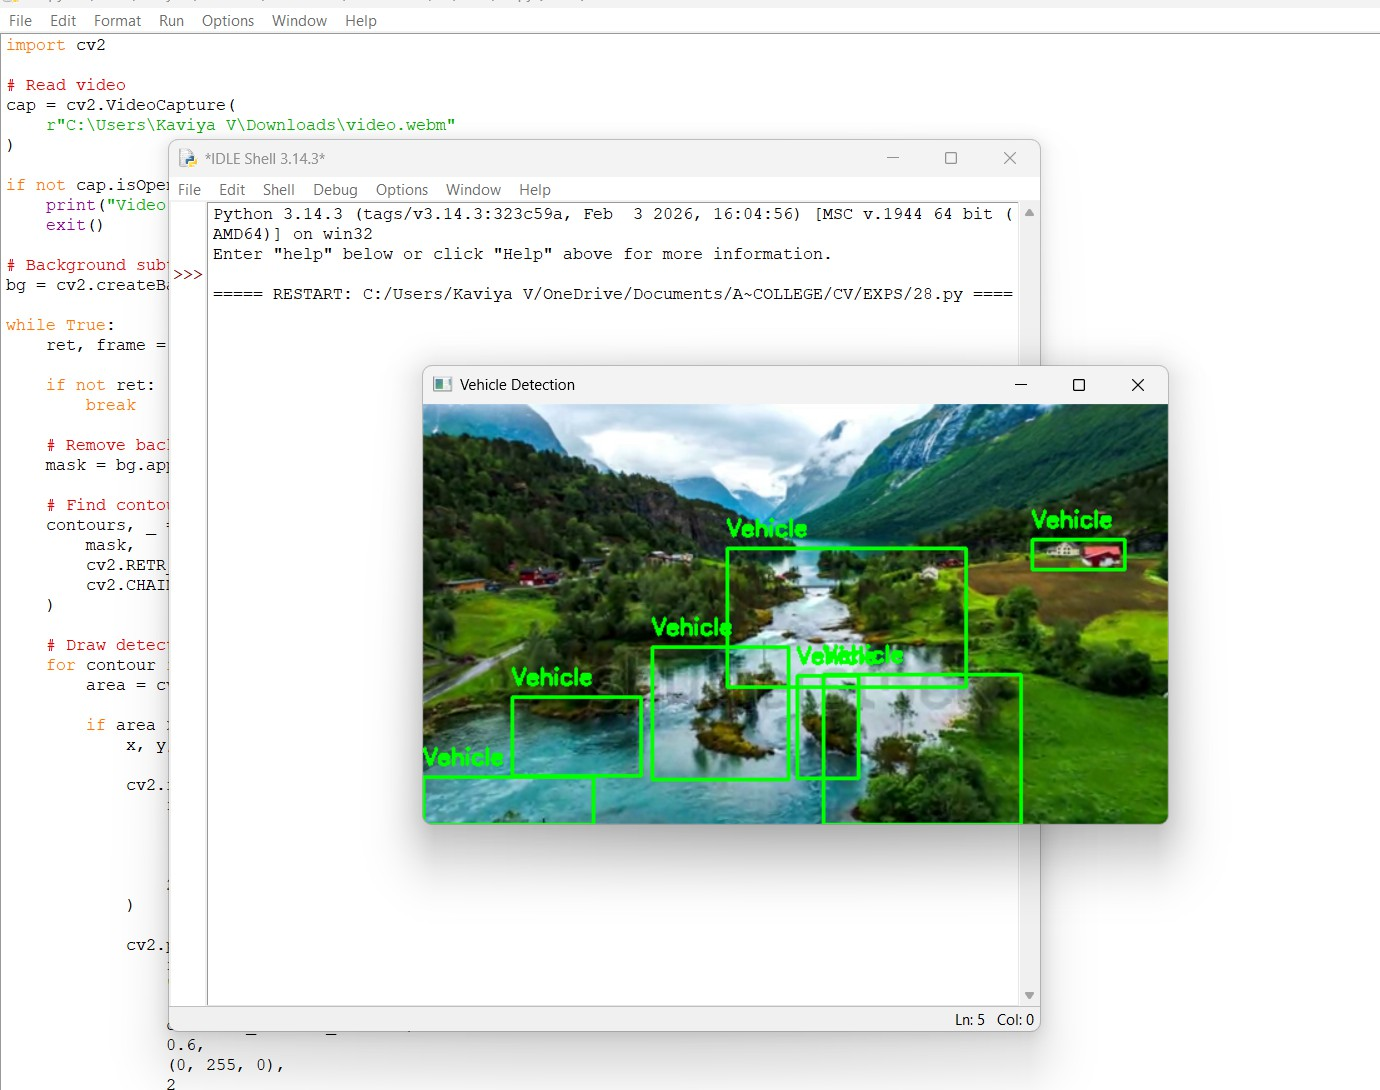 File Edit Format Run Options Window Help
import cv2
# Read video
cap = cv2.VideoCapture(
r"C:\Users\Kaviya V\Downloads\video.webm"
)
if not cap.isOpe
print("Video
exit()
# Background sub
bg = cv2.createBa
while True:
ret, frame =
if not ret:
break
# Remove bac
mask = bg.app
# Find conto
contours, _ =
mask,
cv2.RETR_
cv2.CHAI
)
# Draw detec
for contour
area = cv
if area
x, y,
cv2.
)
cv2.p
0.6,
(0, 255, 0),
2
*IDLE Shell 3.14.3*
File Edit Shell Debug Options Window Help
Python 3.14.3 (tags/v3.14.3:323c59a, Feb  3 2026, 16:04:56) [MSC v.1944 64 bit (
AMD64)] on win32
Enter "help" below or click "Help" above for more information.
>>>
===== RESTART: C:/Users/Kaviya V/OneDrive/Documents/A~COLLEGE/CV/EXPS/28.py ====
Vehicle Detection
Vehicle
Vehicle
Vehicle
Vehicle
Vehicle
Vehicle
Vehicle
Ln: 5 Col: 0